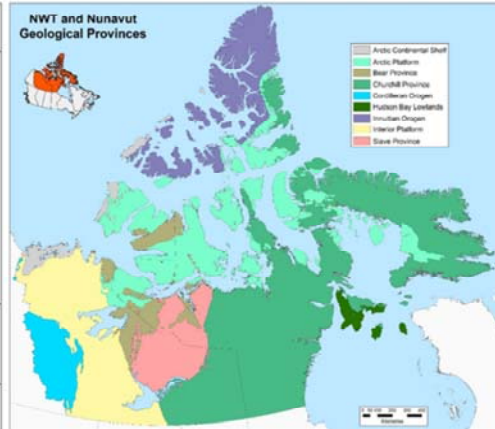 NWT and Nunavut
Geological Provinces
Arctic Continental Shelf
Arctic Platform
Bear Province
Churchill Province
Cordilleran Orogen
Hudson Bay Lowlands
Innuitian Orogen
Interior Platform
Slave Province